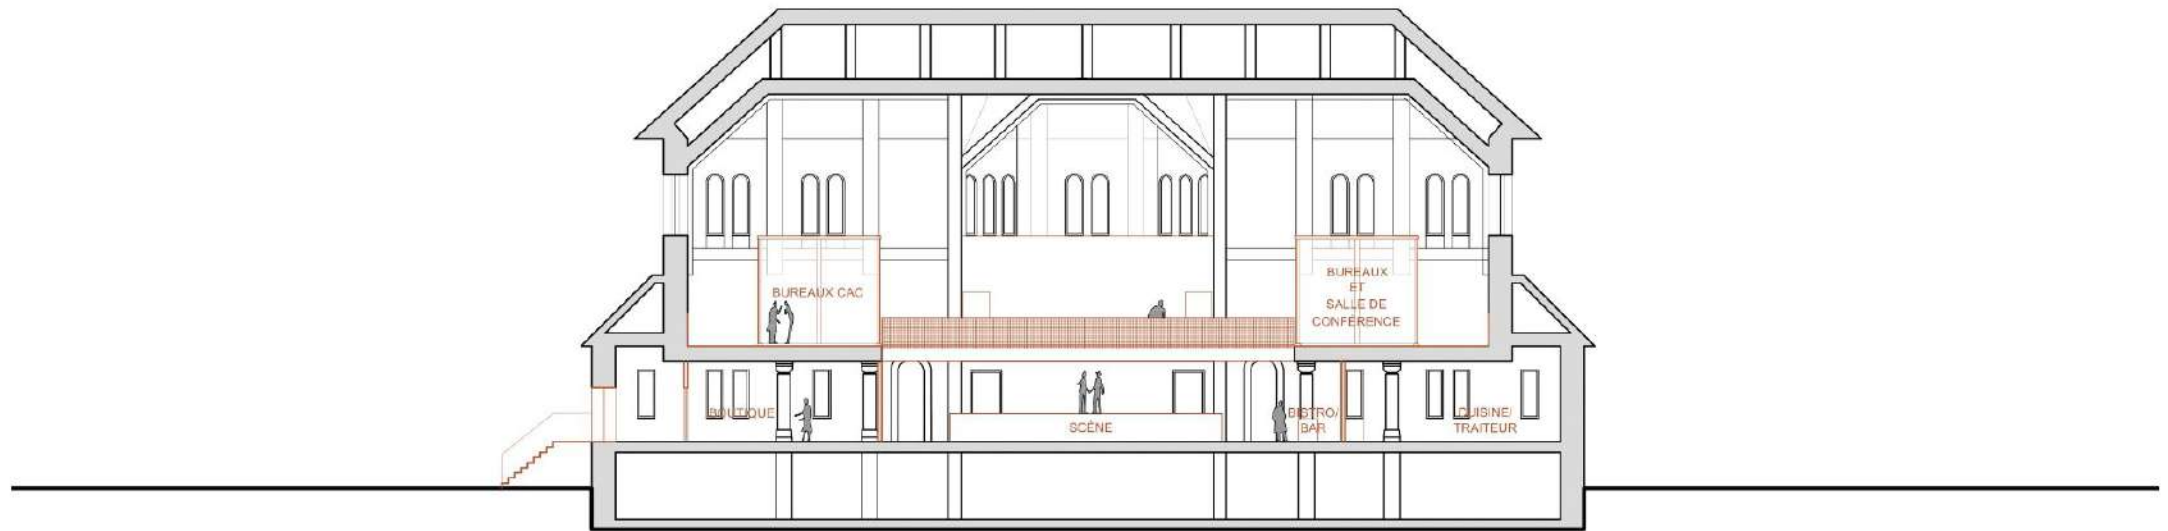 BUREAUX CAC
BUREAUX
ET
SALLE DE
CONFÉRENCE
BOUTIQUE
SCÈNE
BISTRO/
BAR
CUISINE/
TRAITEUR